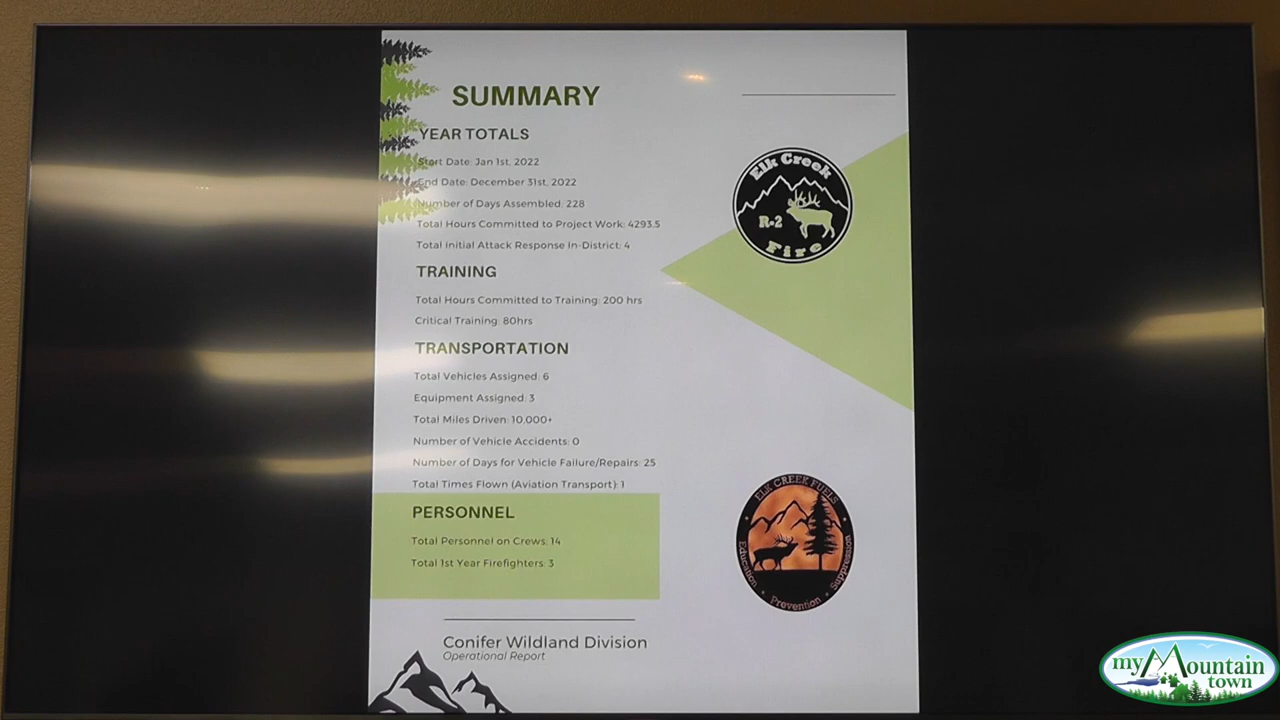 SUMMARY
YEAR TOTALS
Start Date: Jan 1st, 2022
End Date: December 31st, 2022
Number of Days Assembled: 228
Total Hours Committed to Project Work: 4293.5
Total Initial Attack Response In-District: 4
TRAINING
Total Hours Committed to Training: 200 hrs
Critical Training: 80hrs
TRANSPORTATION
Total Vehicles Assigned: 6
Equipment Assigned: 3
Total Miles Driven: 10,000+
Number of Vehicle Accidents: 0
Number of Days for Vehicle Failure/Repairs: 25
Total Times Flown (Aviation Transport): 1
PERSONNEL
Total Personnel on Crews: 14
Total 1st Year Firefighters: 3
Conifer Wildland Division
Operational Report
Elk Creek
R-2
Fire
ELK CREEK FUELS
Education • Prevention • Suppression
my Mountain
town